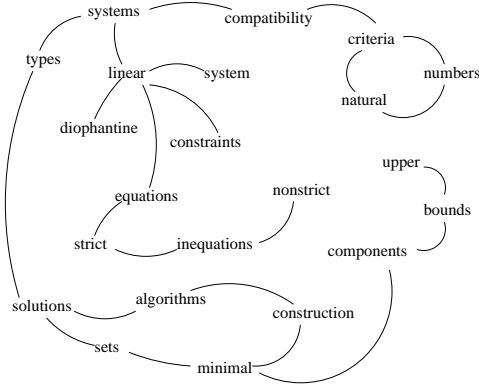 systems
compatibility
criteria
types
linear
system
numbers
natural
diophantine
constraints
upper
equations
nonstrict
bounds
strict
inequations
components
solutions
algorithms
construction
sets
minimal